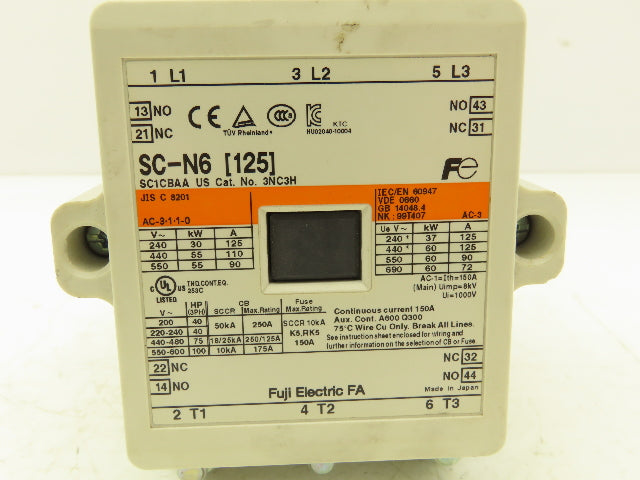 1 L1 3 L2 5 L3
13 NO NO 43
21 NC NC 31
CE TÜV Rheinland CCC KC KTC
HU02040-10004
SC-N6 [125] Fe
SC1CBAA US Cat. No. 3NC3H
JIS C 8201
AC-3-1-1-0
IEC/EN 60947
VDE 0660
GB 14048.4
NK: 99T407 AC-3
V~ kW A
240 30 125
440 55 110
550 55 90
Ue V~ kW A
240* 37 125
440* 60 125
550 60 90
690 60 72
AC-1=Ith=150A
(Main) Uimp=8kV
Ui=1000V
C UL US LISTED IND.CONT.EQ.
253C
V~ HP (3PH) SCCR CB Max.Rating Fuse Max.Rating
200 40 50kA 250A SCCR 10kA
220-240 40 K5,RK5
440-480 75 18/25kA 250/125A 150A
550-600 100 10kA 175A
Continuous current 150A
Aux. Cont. A600 Q300
75°C Wire Cu Only. Break All Lines.
See instruction sheet enclosed for wiring and
further information on the selection of CB or Fuse.
22 NC NC 32
14 NO NO 44
Fuji Electric FA Made in Japan
2 T1 4 T2 6 T3